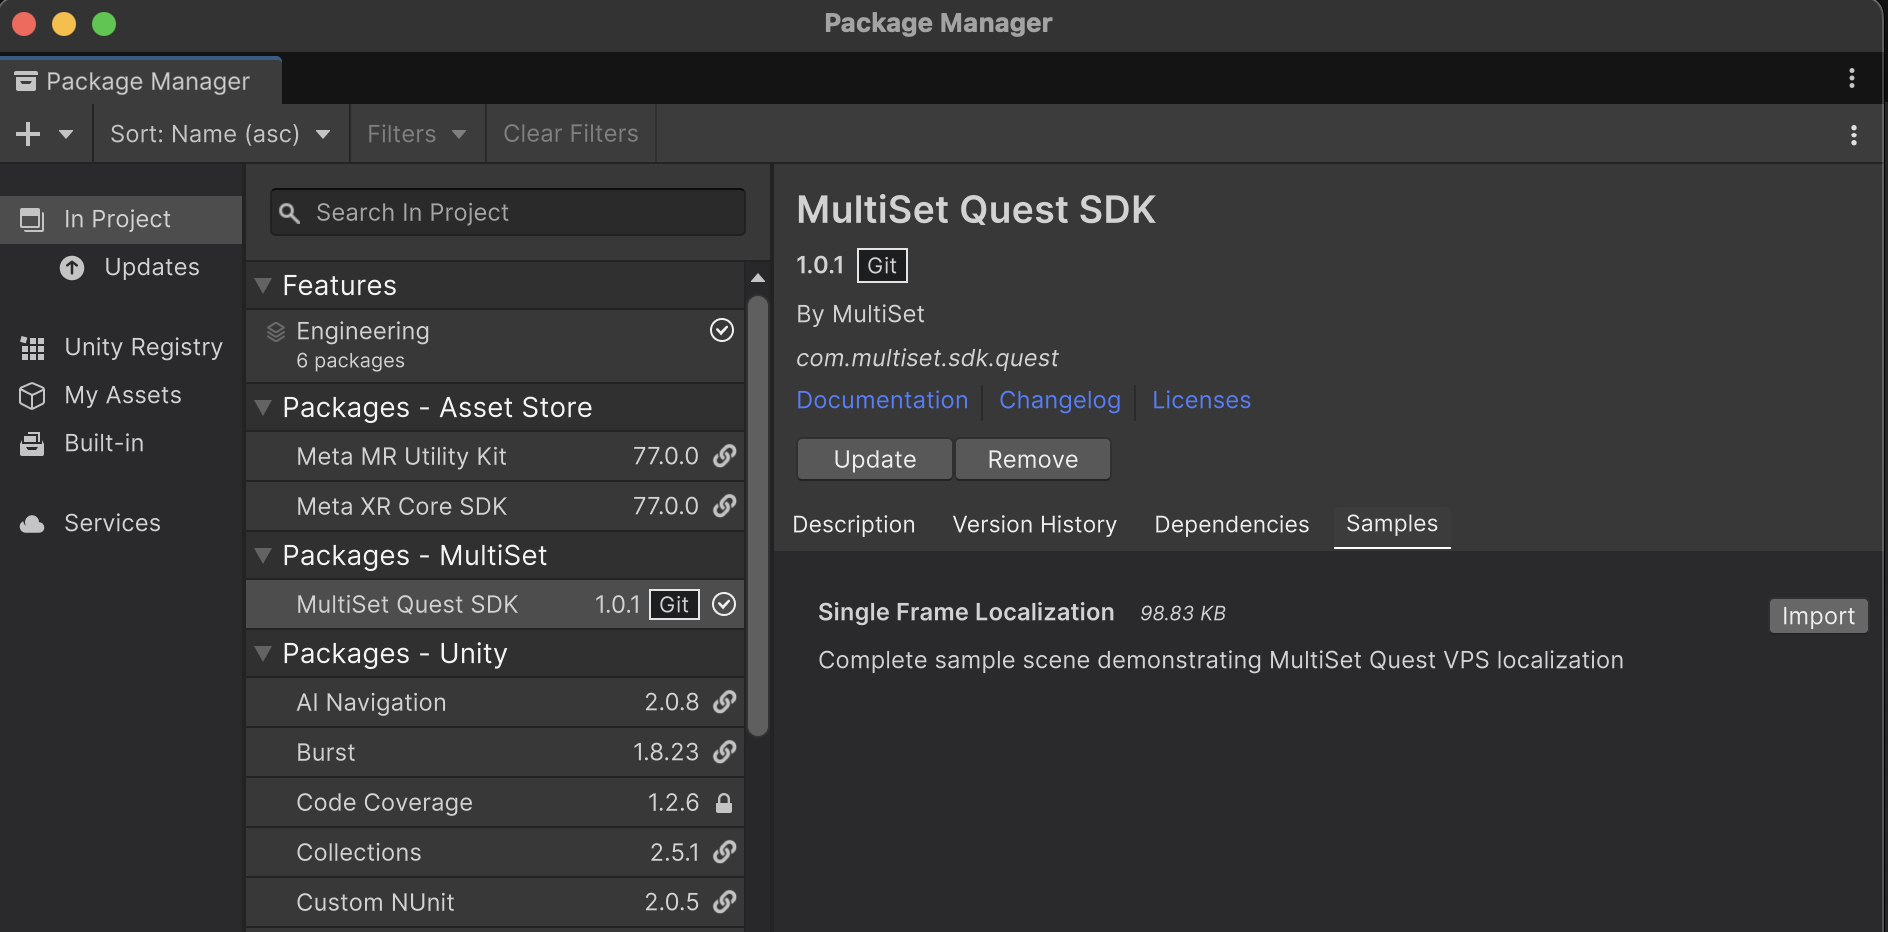 Package Manager
Package Manager
Sort: Name (asc)
Filters
Clear Filters
In Project
Updates
Unity Registry
My Assets
Built-in
Services
Search In Project
Features
Engineering
6 packages
Packages - Asset Store
Meta MR Utility Kit 77.0.0
Meta XR Core SDK 77.0.0
Packages - MultiSet
MultiSet Quest SDK 1.0.1 Git
Packages - Unity
AI Navigation 2.0.8
Burst 1.8.23
Code Coverage 1.2.6
Collections 2.5.1
Custom NUnit 2.0.5
MultiSet Quest SDK
1.0.1 Git
By MultiSet
com.multiset.sdk.quest
Documentation Changelog Licenses
Update Remove
Description Version History Dependencies Samples
Single Frame Localization 98.83 KB
Import
Complete sample scene demonstrating MultiSet Quest VPS localization